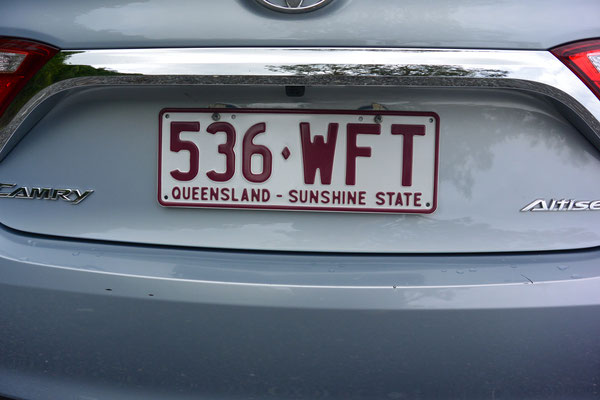 536·WFT
QUEENSLAND - SUNSHINE STATE
CAMRY
Altise